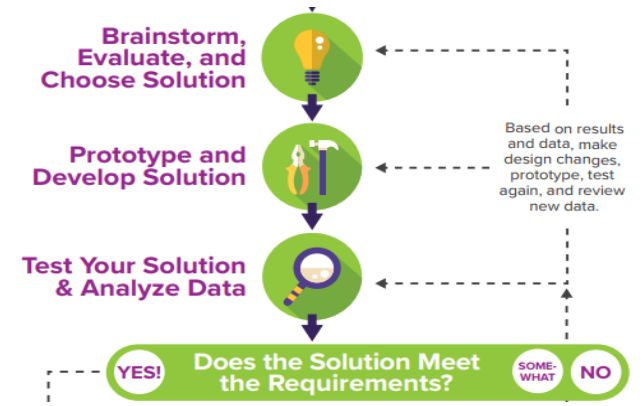 Brainstorm,
Evaluate, and
Choose Solution
Based on results
and data, make
design changes,
prototype, test
again, and review
new data.
Prototype and
Develop Solution
Test Your Solution
& Analyze Data
YES!
Does the Solution Meet
the Requirements?
SOME-
WHAT
NO